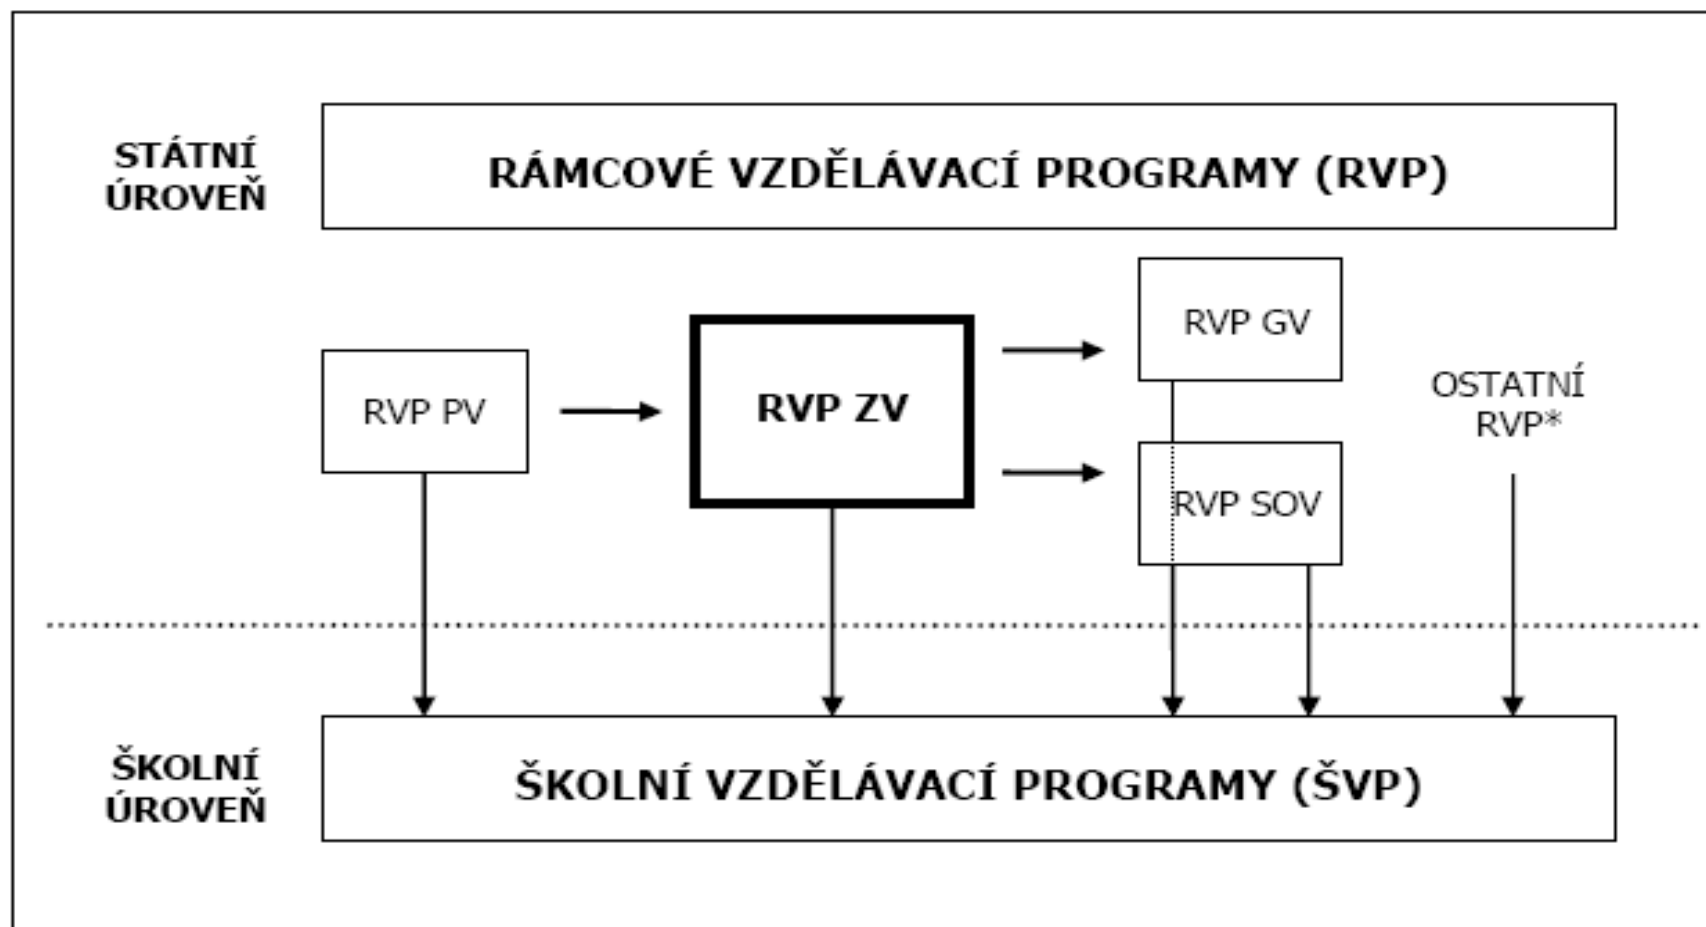 STÁTNÍ
ÚROVEŇ
RÁMCOVÉ VZDĚLÁVACÍ PROGRAMY (RVP)
RVP PV
RVP ZV
RVP GV
RVP SOV
OSTATNÍ
RVP*
ŠKOLNÍ
ÚROVEŇ
ŠKOLNÍ VZDĚLÁVACÍ PROGRAMY (ŠVP)